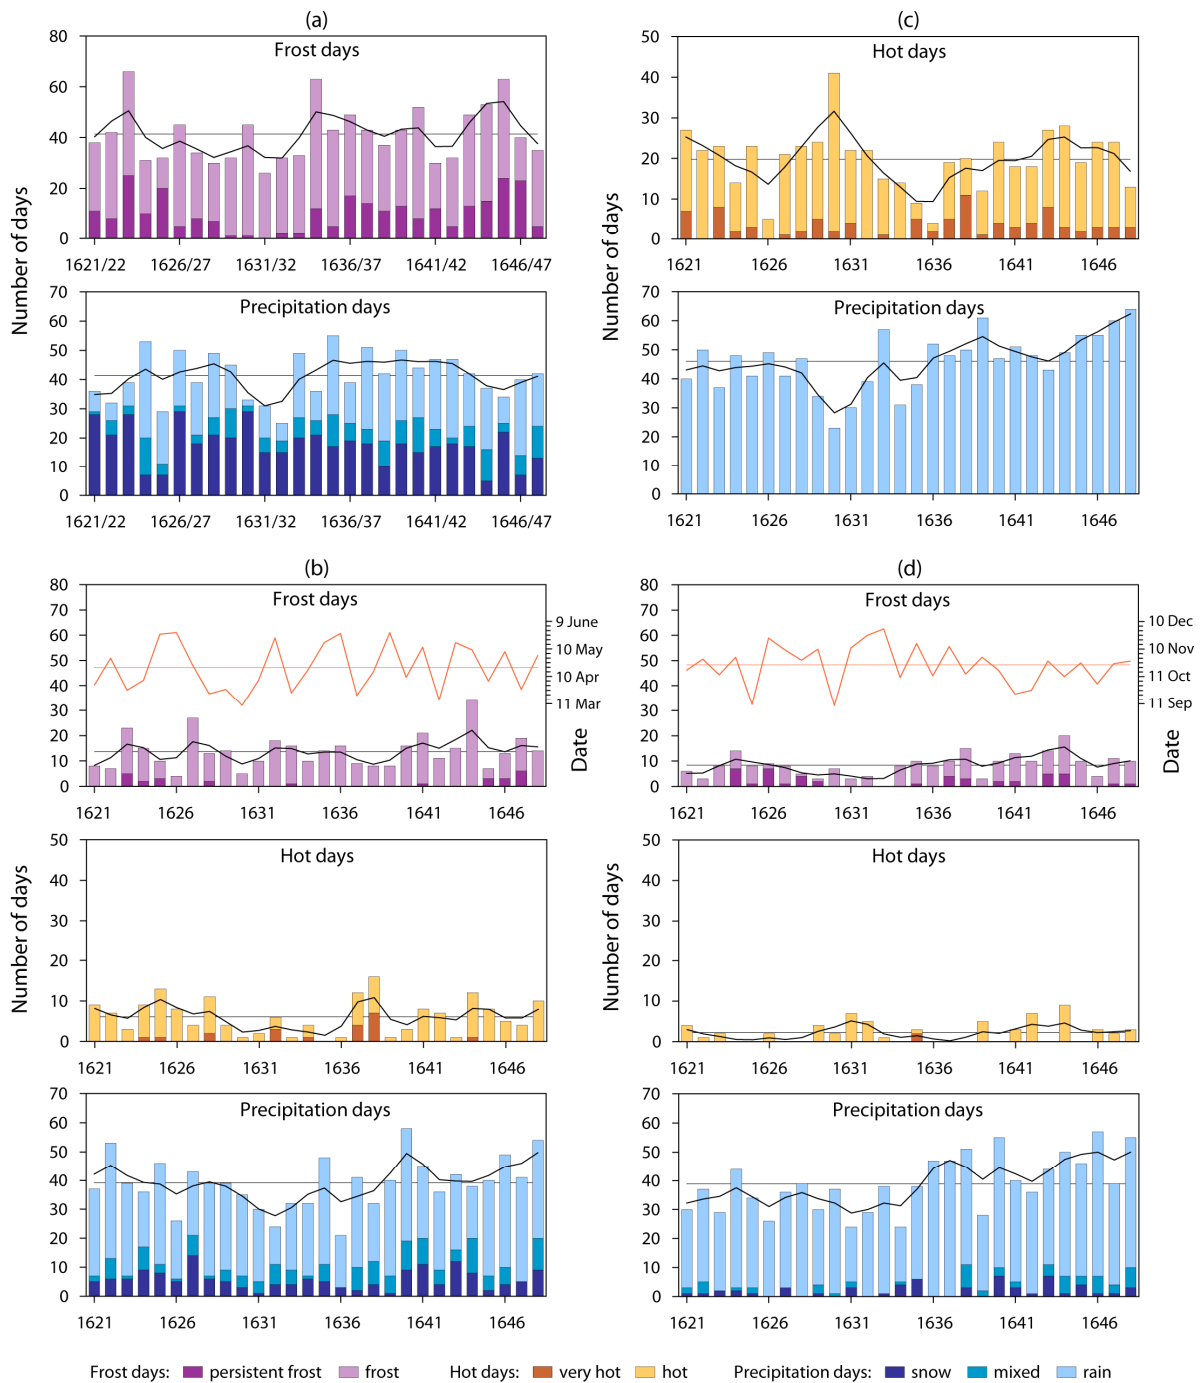 (a)
Frost days
80
60
40
20
0
1621/22 1626/27 1631/32 1636/37 1641/42 1646/47
Number of days
Precipitation days
70
60
50
40
30
20
10
0
1621/22 1626/27 1631/32 1636/37 1641/42 1646/47
(c)
Hot days
50
40
30
20
10
0
1621 1626 1631 1636 1641 1646
Number of days
Precipitation days
70
60
50
40
30
20
10
0
1621 1626 1631 1636 1641 1646
(b)
Frost days
80
70
60
50
40
30
20
10
0
9 June
10 May
10 Apr
11 Mar
Date
1621 1626 1631 1636 1641 1646
Hot days
50
40
30
20
10
0
1621 1626 1631 1636 1641 1646
Number of days
Precipitation days
70
60
50
40
30
20
10
0
1621 1626 1631 1636 1641 1646
(d)
Frost days
80
70
60
50
40
30
20
10
0
10 Dec
10 Nov
11 Oct
11 Sep
Date
1621 1626 1631 1636 1641 1646
Hot days
50
40
30
20
10
0
1621 1626 1631 1636 1641 1646
Number of days
Precipitation days
70
60
50
40
30
20
10
0
1621 1626 1631 1636 1641 1646
Frost days: persistent frost frost Hot days: very hot hot Precipitation days: snow mixed rain